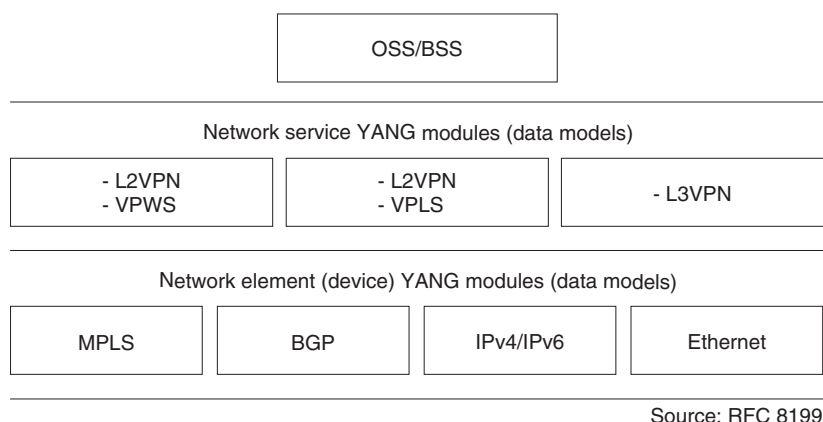 OSS/BSS
Network service YANG modules (data models)
- L2VPN
- VPWS
- L2VPN
- VPLS
- L3VPN
Network element (device) YANG modules (data models)
MPLS
BGP
IPv4/IPv6
Ethernet
Source: RFC 8199